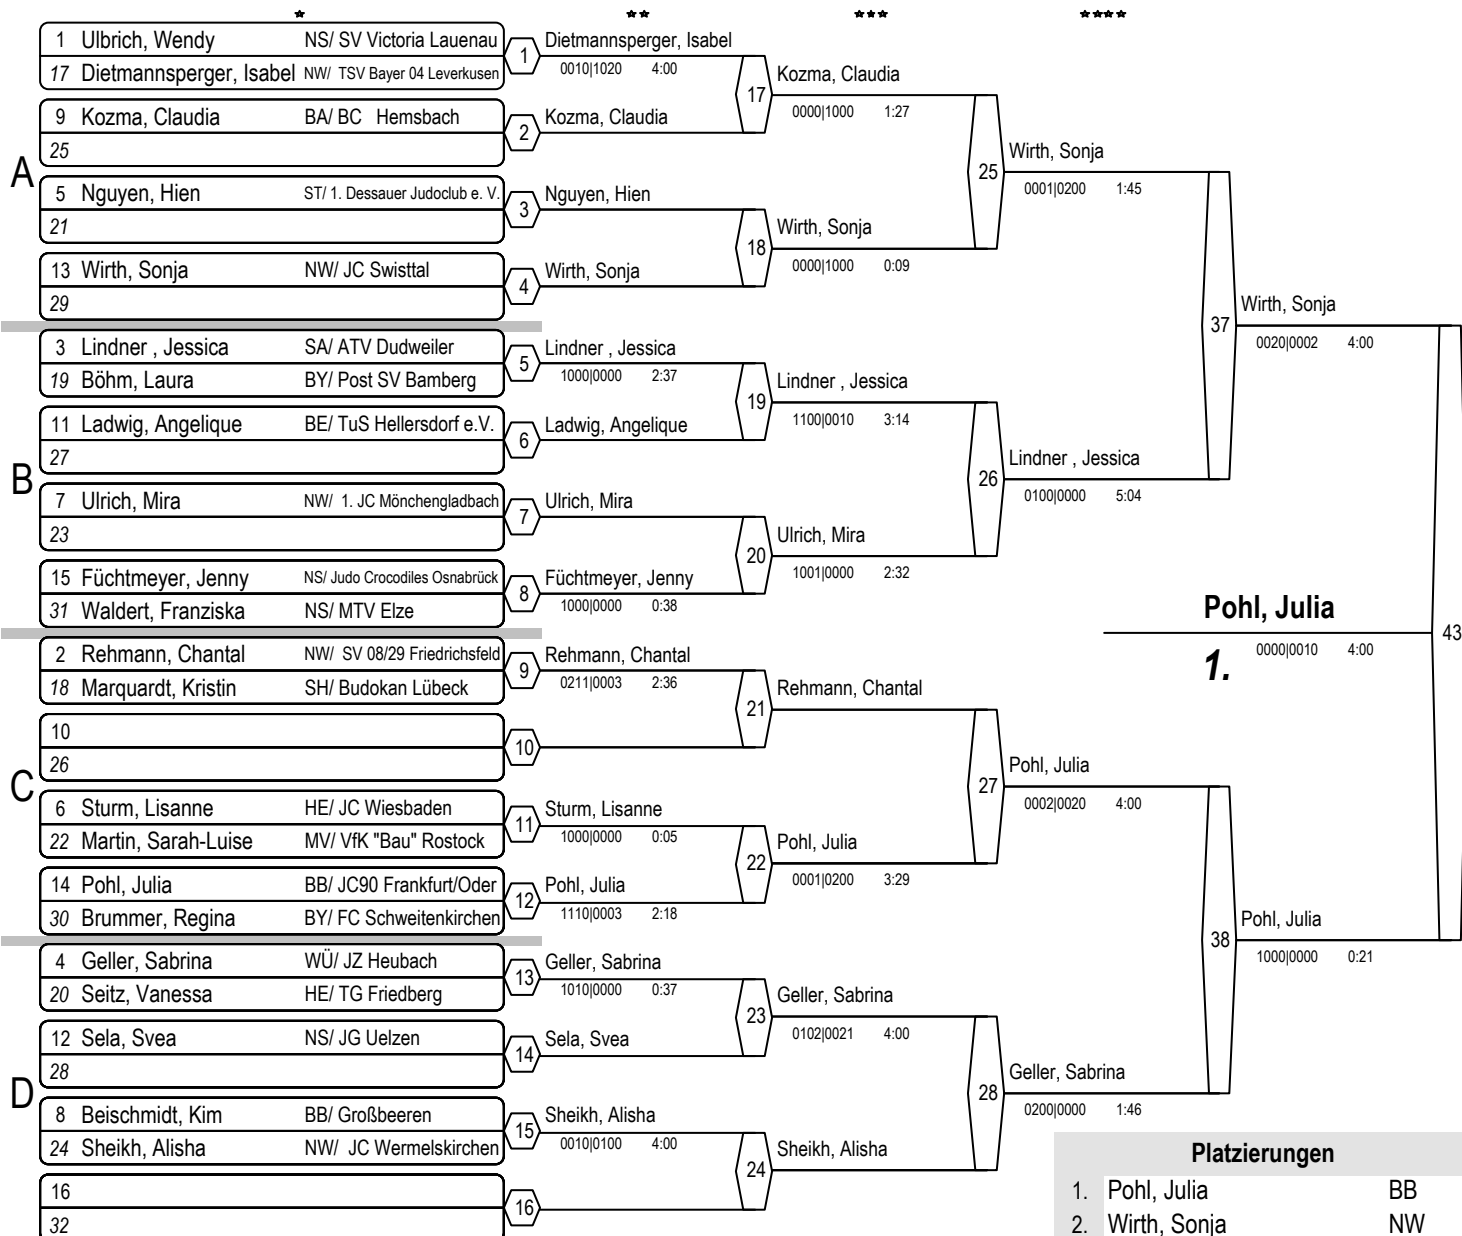 * ** *** ****
A
1 Ulbrich, Wendy NS/ SV Victoria Lauenau
17 Dietmannsperger, Isabel NW/ TSV Bayer 04 Leverkusen
9 Kozma, Claudia BA/ BC Hemsbach
25
5 Nguyen, Hien ST/ 1. Dessauer Judoclub e. V.
21
13 Wirth, Sonja NW/ JC Swisttal
29
B
3 Lindner , Jessica SA/ ATV Dudweiler
19 Böhm, Laura BY/ Post SV Bamberg
11 Ladwig, Angelique BE/ TuS Hellersdorf e.V.
27
7 Ulrich, Mira NW/ 1. JC Mönchengladbach
23
15 Füchtmeyer, Jenny NS/ Judo Crocodiles Osnabrück
31 Waldert, Franziska NS/ MTV Elze
C
2 Rehmann, Chantal NW/ SV 08/29 Friedrichsfeld
18 Marquardt, Kristin SH/ Budokan Lübeck
10
26
6 Sturm, Lisanne HE/ JC Wiesbaden
22 Martin, Sarah-Luise MV/ VfK "Bau" Rostock
14 Pohl, Julia BB/ JC90 Frankfurt/Oder
30 Brummer, Regina BY/ FC Schweitenkirchen
D
4 Geller, Sabrina WÜ/ JZ Heubach
20 Seitz, Vanessa HE/ TG Friedberg
12 Sela, Svea NS/ JG Uelzen
28
8 Beischmidt, Kim BB/ Großbeeren
24 Sheikh, Alisha NW/ JC Wermelskirchen
16
32
1 Dietmannsperger, Isabel
0010|1020 4:00
2 Kozma, Claudia
3 Nguyen, Hien
4 Wirth, Sonja
5 Lindner , Jessica
1000|0000 2:37
6 Ladwig, Angelique
7 Ulrich, Mira
8 Füchtmeyer, Jenny
1000|0000 0:38
9 Rehmann, Chantal
0211|0003 2:36
10
11 Sturm, Lisanne
1000|0000 0:05
12 Pohl, Julia
1110|0003 2:18
13 Geller, Sabrina
1010|0000 0:37
14 Sela, Svea
15 Sheikh, Alisha
0010|0100 4:00
16
17 Kozma, Claudia
0000|1000 1:27
18 Wirth, Sonja
0000|1000 0:09
19 Lindner , Jessica
1100|0010 3:14
20 Ulrich, Mira
1001|0000 2:32
21 Rehmann, Chantal
22 Pohl, Julia
0001|0200 3:29
23 Geller, Sabrina
0102|0021 4:00
24 Sheikh, Alisha
25 Wirth, Sonja
0001|0200 1:45
26 Lindner , Jessica
0100|0000 5:04
27 Pohl, Julia
0002|0020 4:00
28 Geller, Sabrina
0200|0000 1:46
37 Wirth, Sonja
0020|0002 4:00
38 Pohl, Julia
1000|0000 0:21
43
Pohl, Julia
1. 0000|0010 4:00
Platzierungen
1. Pohl, Julia BB
2. Wirth, Sonja NW